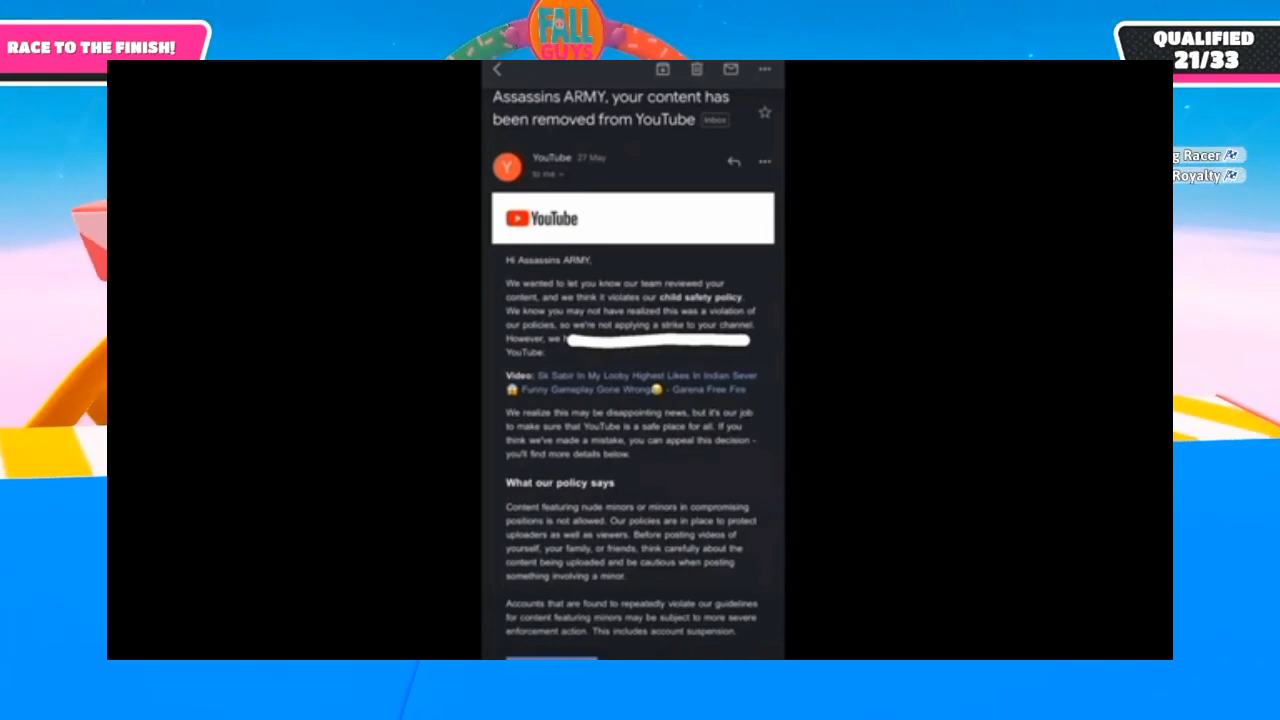 RACE TO THE FINISH!
FALL
GUYS
QUALIFIED
21/33
g Racer
Royalty
Assassins ARMY, your content has
been removed from YouTube Inbox
YouTube 27 May
to me
Y
YouTube
Hi Assassins ARMY,
We wanted to let you know our team reviewed your
content, and we think it violates our child safety policy.
We know you may not have realized this was a violation of
our policies, so we're not applying a strike to your channel.
However, we
YouTube:
Video: Sk Sabir In My Looby Highest Likes In Indian Sever
😱 Funny Gameplay Gone Wrong😂 - Garena Free Fire
We realize this may be disappointing news, but it's our job
to make sure that YouTube is a safe place for all. If you
think we've made a mistake, you can appeal this decision -
you'll find more details below.
What our policy says
Content featuring nude minors or minors in compromising
positions is not allowed. Our policies are in place to protect
uploaders as well as viewers. Before posting videos of
yourself, your family, or friends, think carefully about the
content being uploaded and be cautious when posting
something involving a minor.
Accounts that are found to repeatedly violate our guidelines
for content featuring minors may be subject to more severe
enforcement action. This includes account suspension.